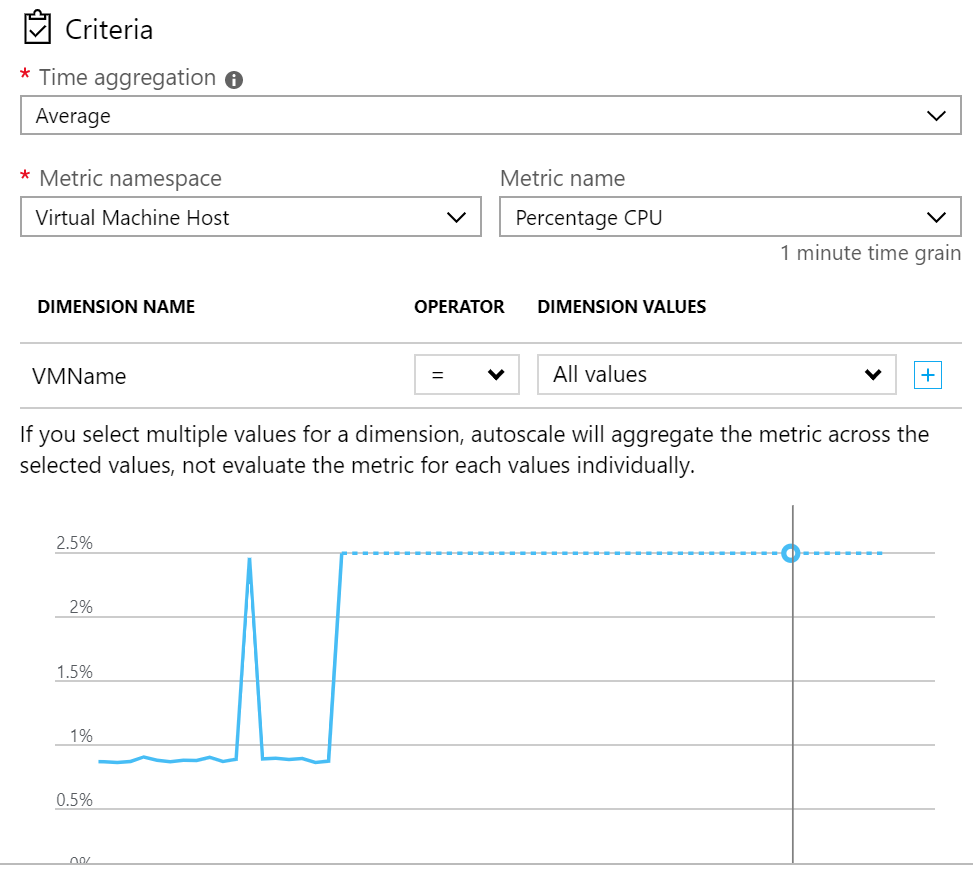 Criteria
* Time aggregation
Average
* Metric namespace
Metric name
Virtual Machine Host
Percentage CPU
1 minute time grain
DIMENSION NAME
OPERATOR
DIMENSION VALUES
VMName
=
All values
+
If you select multiple values for a dimension, autoscale will aggregate the metric across the
selected values, not evaluate the metric for each values individually.
2.5%
2%
1.5%
1%
0.5%
0%